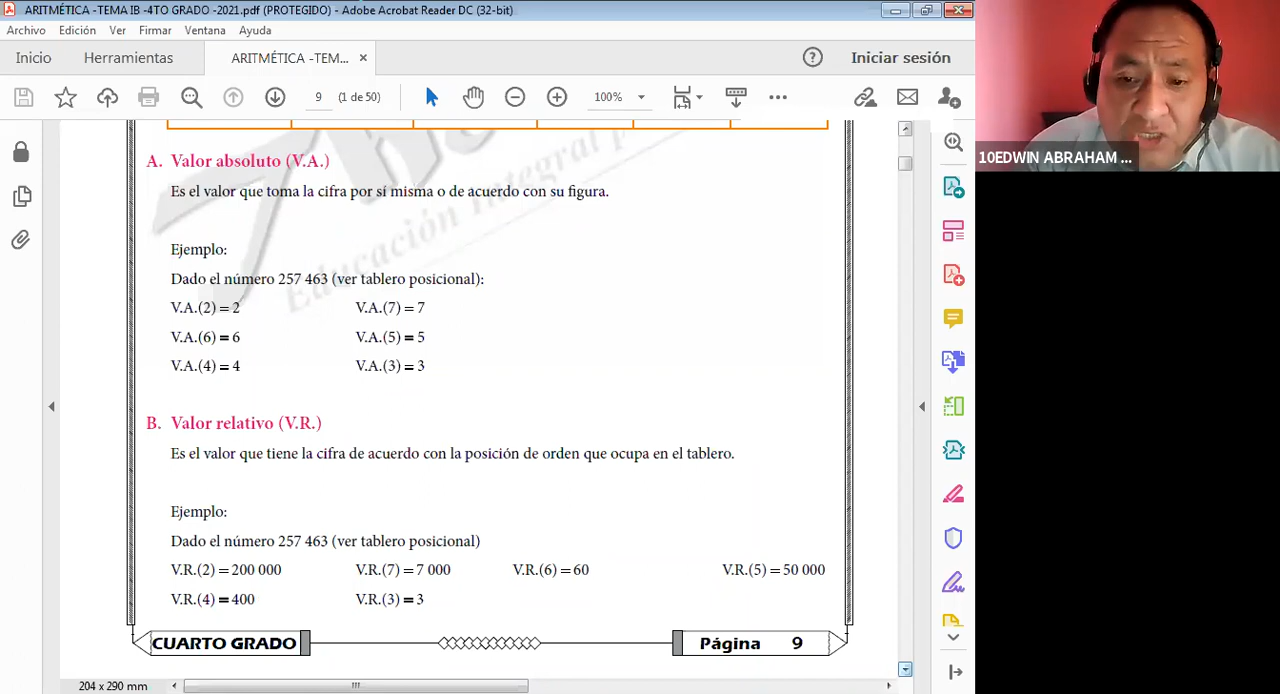 ARITMÉTICA -TEMA IB -4TO GRADO -2021.pdf (PROTEGIDO) - Adobe Acrobat Reader DC (32-bit)
Archivo Edición Ver Firmar Ventana Ayuda
Inicio Herramientas ARITMÉTICA -TEM... × Iniciar sesión
9 (1 de 50) 100%
10EDWIN ABRAHAM ...
A. Valor absoluto (V.A.)
Es el valor que toma la cifra por sí misma o de acuerdo con su figura.
Educación Integral p
Ejemplo:
Dado el número 257 463 (ver tablero posicional):
V.A.(2) = 2 V.A.(7) = 7
V.A.(6) = 6 V.A.(5) = 5
V.A.(4) = 4 V.A.(3) = 3
B. Valor relativo (V.R.)
Es el valor que tiene la cifra de acuerdo con la posición de orden que ocupa en el tablero.
Ejemplo:
Dado el número 257 463 (ver tablero posicional)
V.R.(2) = 200 000 V.R.(7) = 7 000 V.R.(6) = 60 V.R.(5) = 50 000
V.R.(4) = 400 V.R.(3) = 3
CUARTO GRADO Página 9
204 x 290 mm